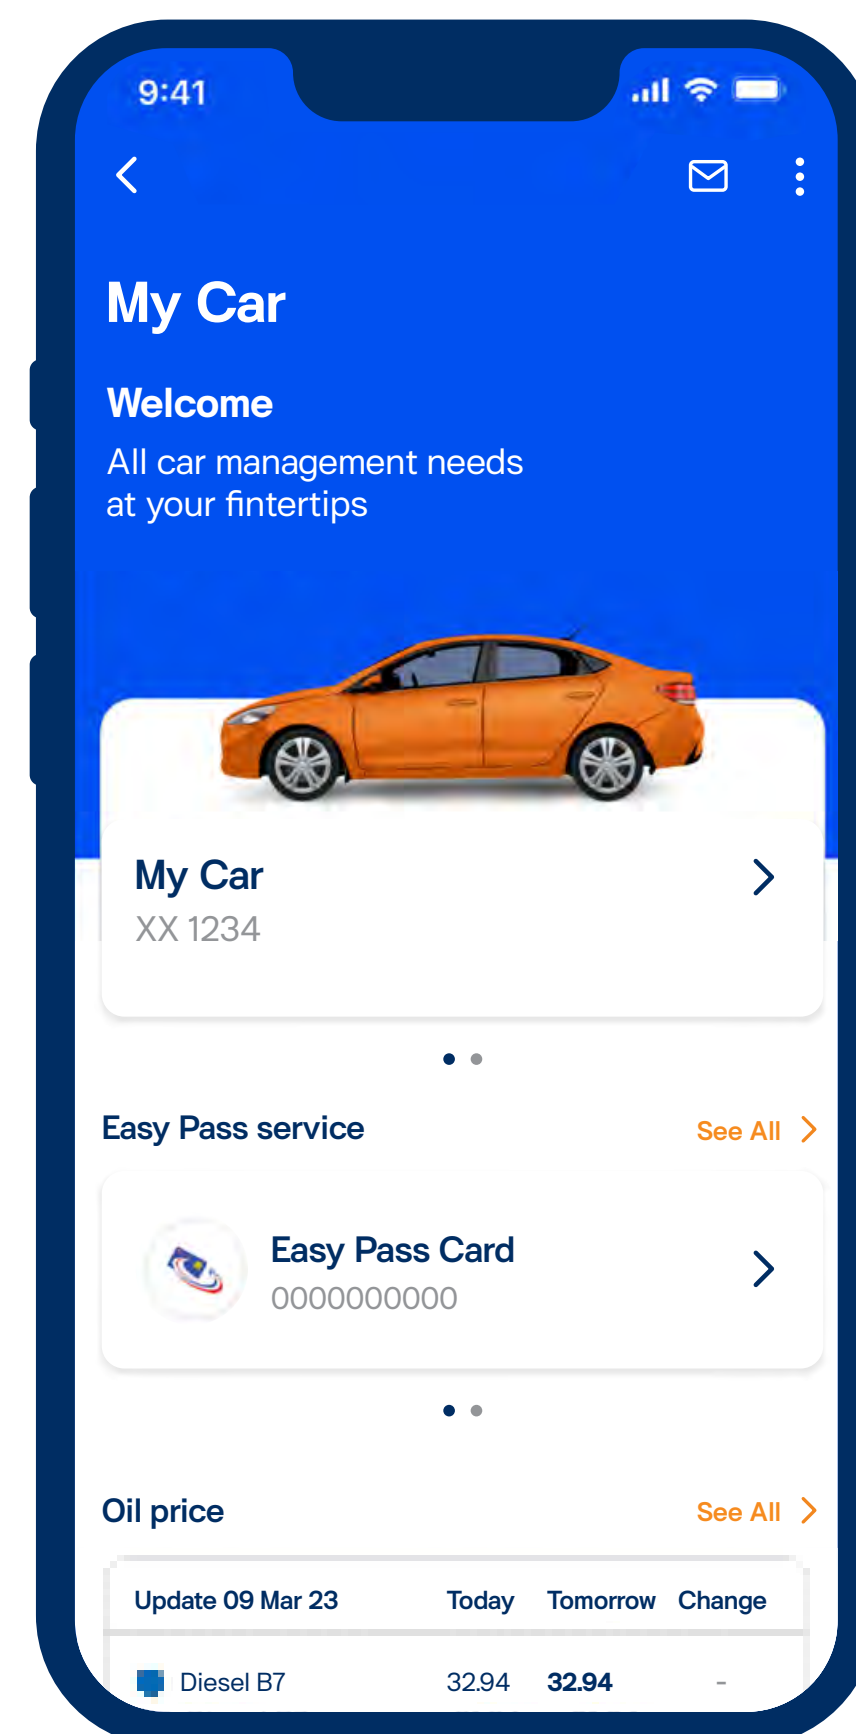 9:41
My Car
Welcome
All car management needs
at your fintertips
My Car
XX 1234
Easy Pass service
See All
Easy Pass Card
0000000000
Oil price
See All
Update 09 Mar 23 Today Tomorrow Change
Diesel B7 32.94 32.94 -